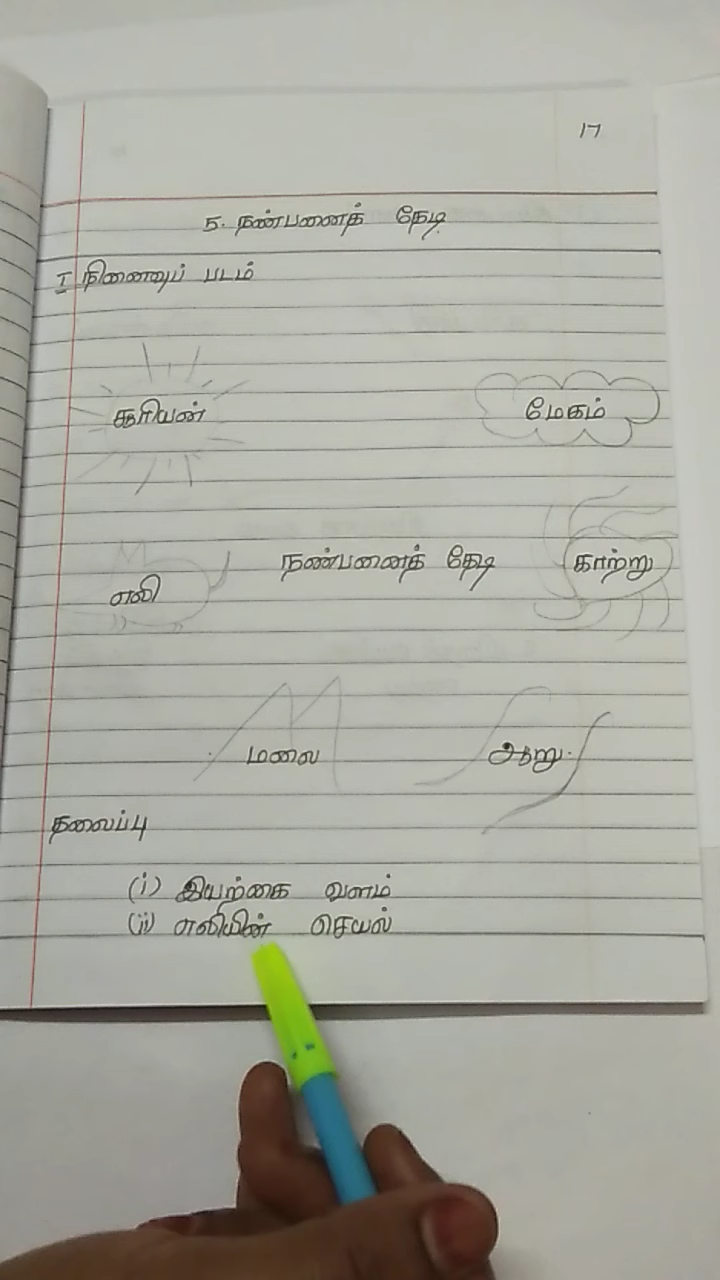 17
5. நண்பனைத் தேடி
I நினைவுப் படம்
சூரியன்
மேகம்
எலி
நண்பனைத் தேடி
காற்று
மலை
ஆறு
தலைப்பு
(i) இயற்கை வளம்
(ii) எலியின் செயல்